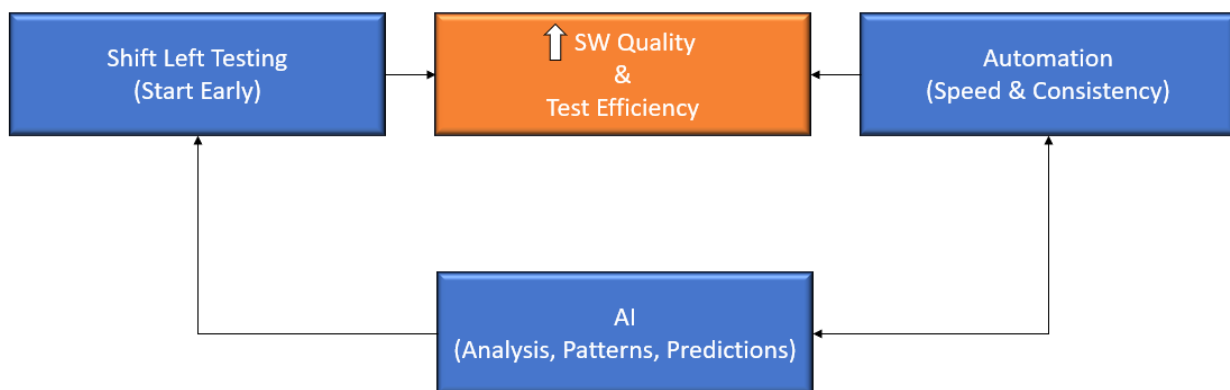 Shift Left Testing
(Start Early)
SW Quality
&
Test Efficiency
Automation
(Speed & Consistency)
AI
(Analysis, Patterns, Predictions)